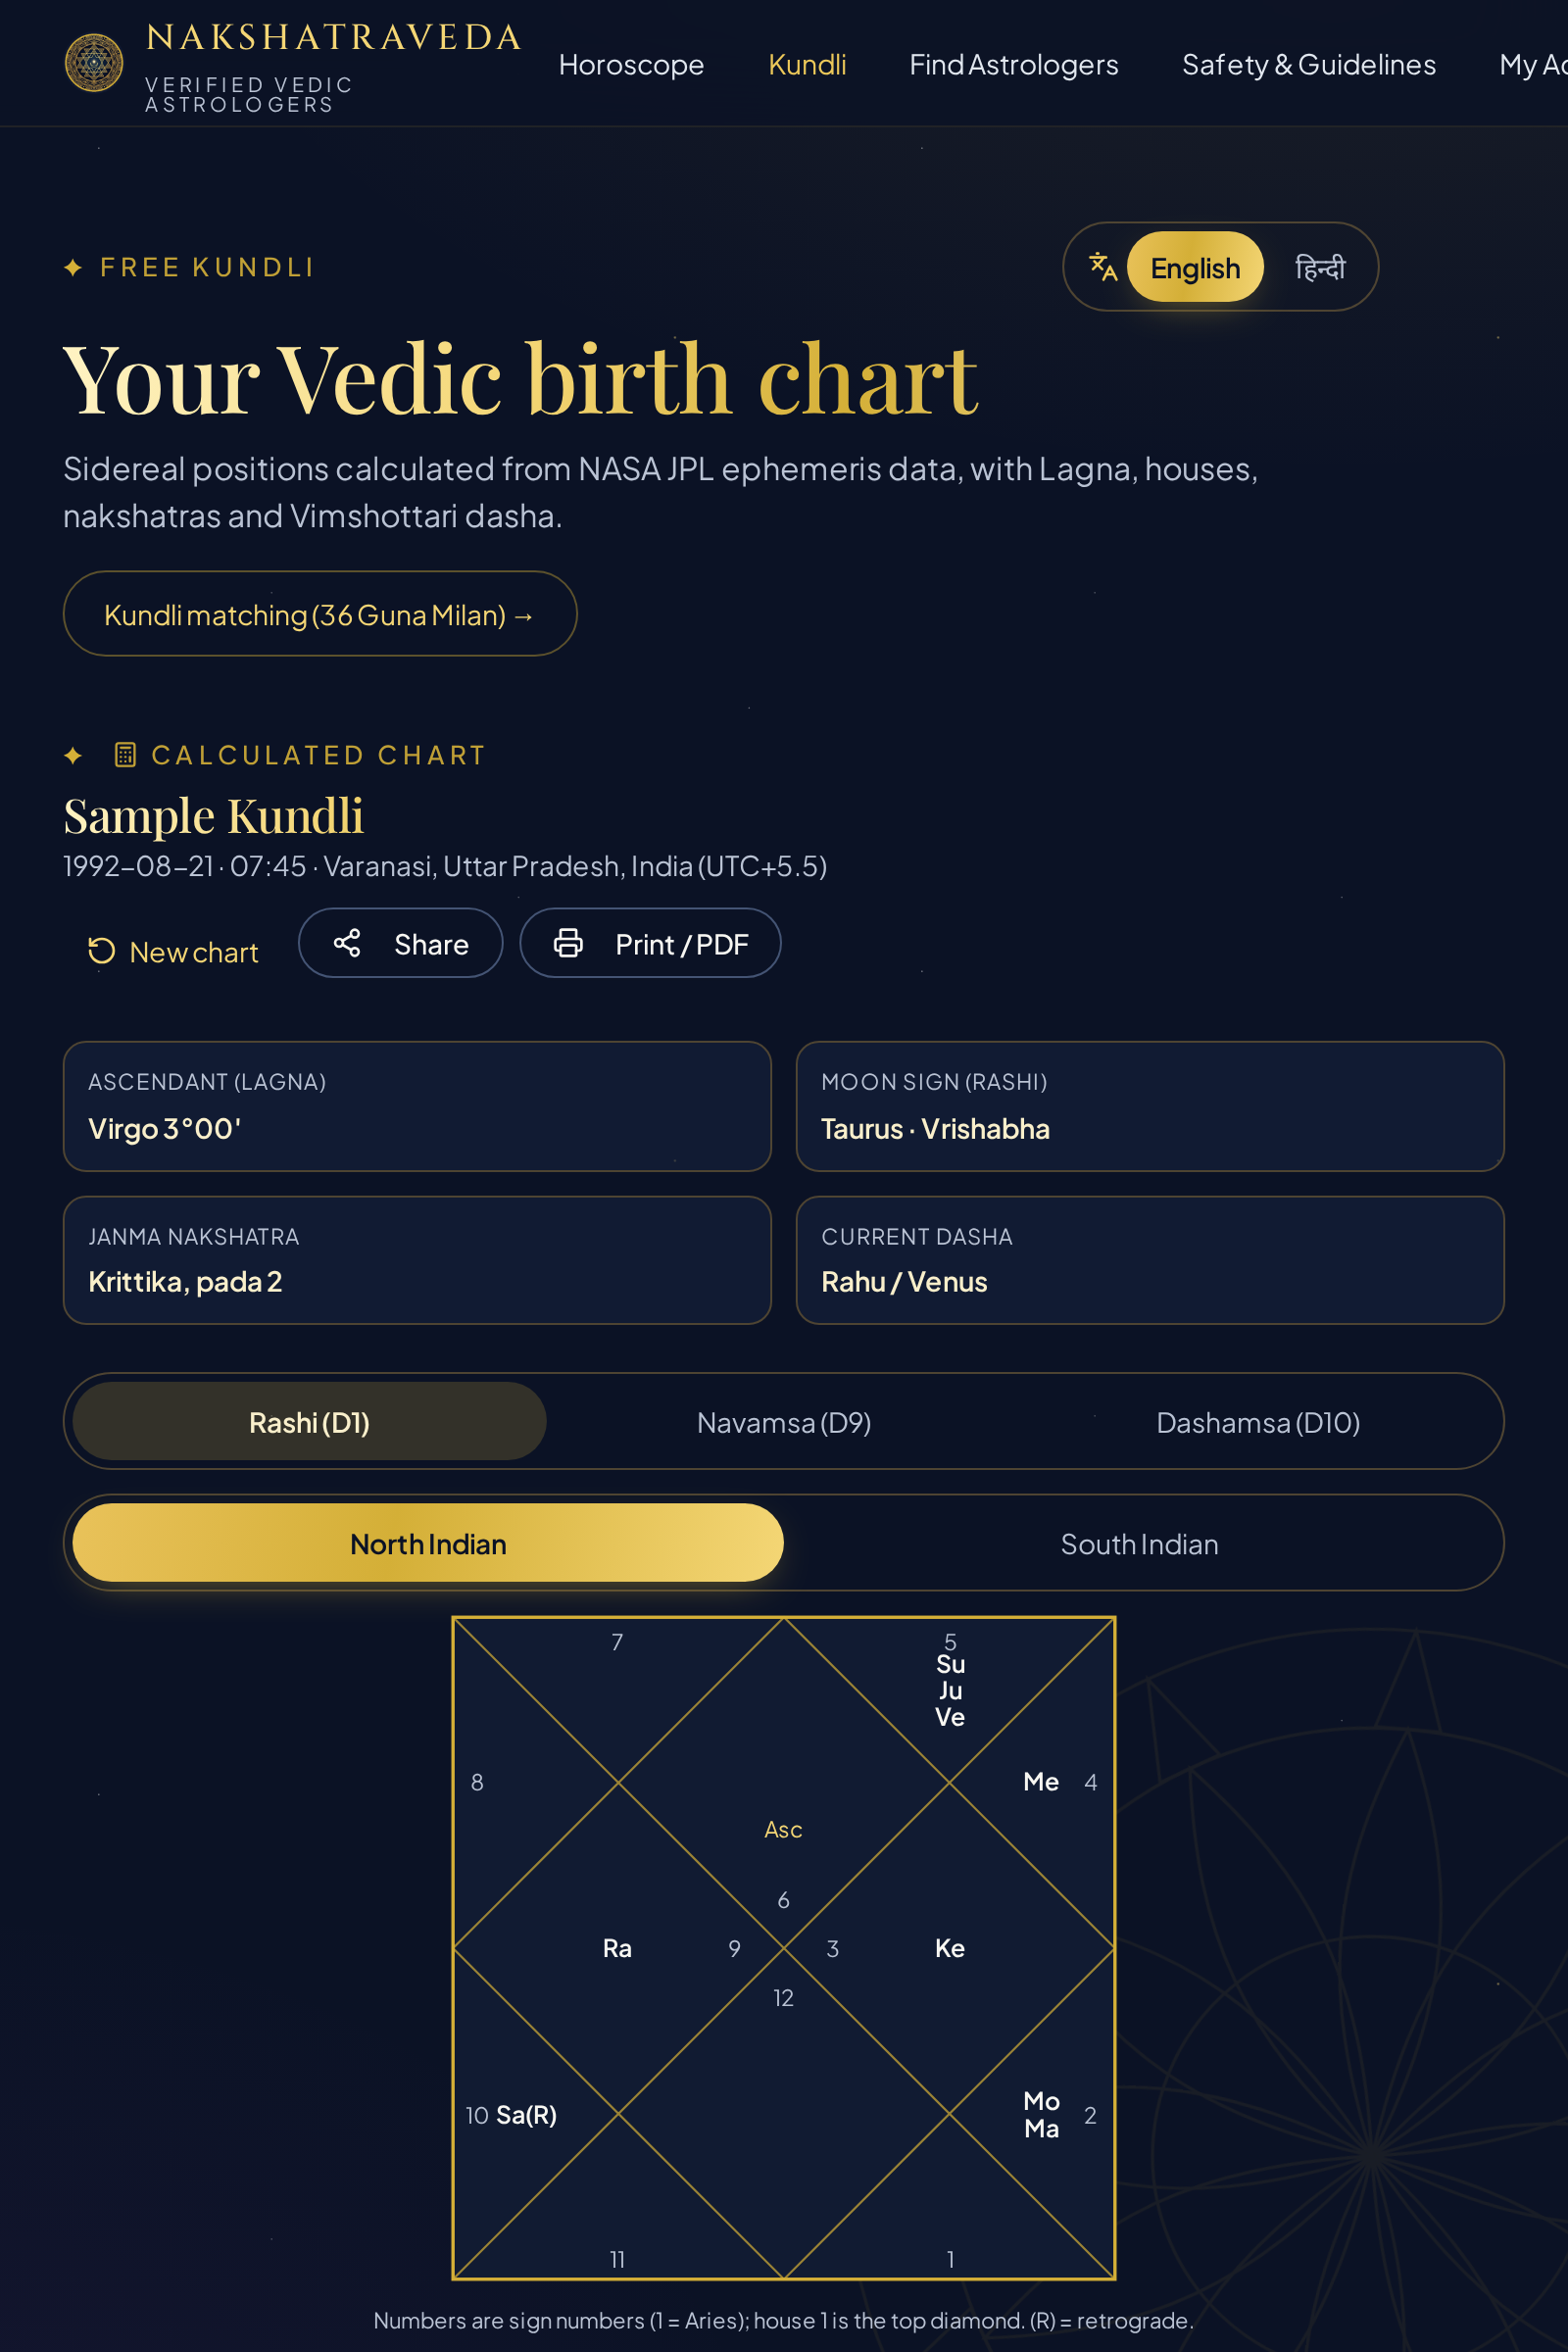 NAKSHATRAVEDA
VERIFIED VEDIC
ASTROLOGERS
Horoscope
Kundli
Find Astrologers
Safety & Guidelines
My Ac
✦ FREE KUNDLI
English
हिन्दी
Your Vedic birth chart
Sidereal positions calculated from NASA JPL ephemeris data, with Lagna, houses,
nakshatras and Vimshottari dasha.
Kundli matching (36 Guna Milan) →
✦ CALCULATED CHART
Sample Kundli
1992-08-21 · 07:45 · Varanasi, Uttar Pradesh, India (UTC+5.5)
New chart
Share
Print / PDF
ASCENDANT (LAGNA)
Virgo 3°00'
MOON SIGN (RASHI)
Taurus · Vrishabha
JANMA NAKSHATRA
Krittika, pada 2
CURRENT DASHA
Rahu / Venus
Rashi (D1)
Navamsa (D9)
Dashamsa (D10)
North Indian
South Indian
7
5
Su
Ju
Ve
8
Me 4
Asc
6
Ra
9
3
Ke
12
10 Sa(R)
Mo
Ma
2
11
1
Numbers are sign numbers (1 = Aries); house 1 is the top diamond. (R) = retrograde.